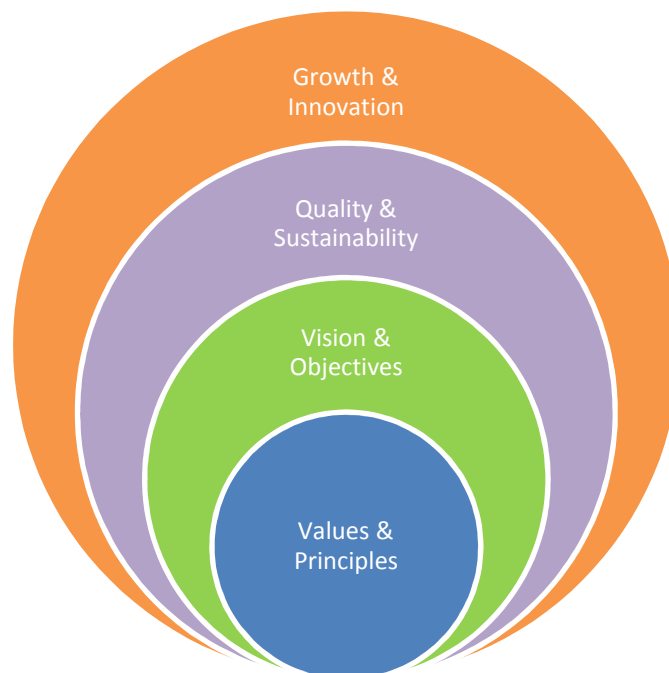 Growth &
Innovation
Quality &
Sustainability
Vision &
Objectives
Values &
Principles